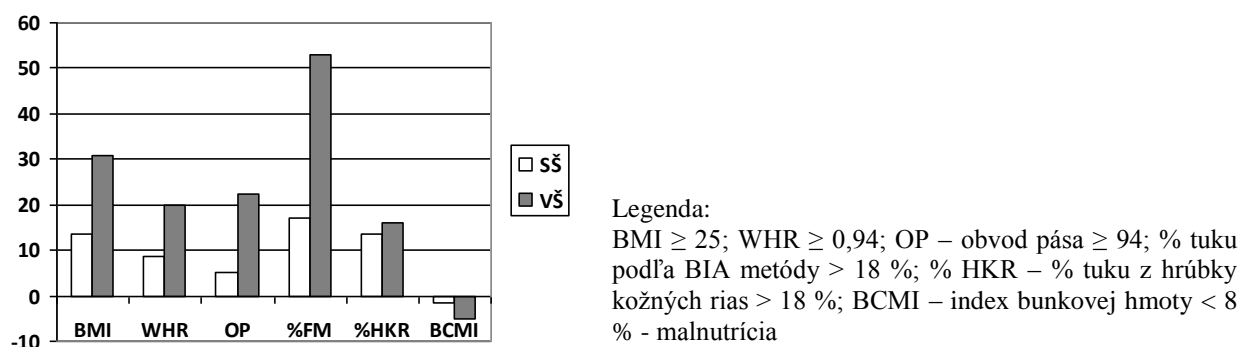 60
50
40
30
20
10
0
-10
BMI WHR OP %FM %HKR BCMI
SŠ
VŠ
Legenda:
BMI ≥ 25; WHR ≥ 0,94; OP – obvod pása ≥ 94; % tuku
podľa BIA metódy > 18 %; % HKR – % tuku z hrúbky
kožných rias > 18 %; BCMI – index bunkovej hmoty < 8
% - malnutrícia